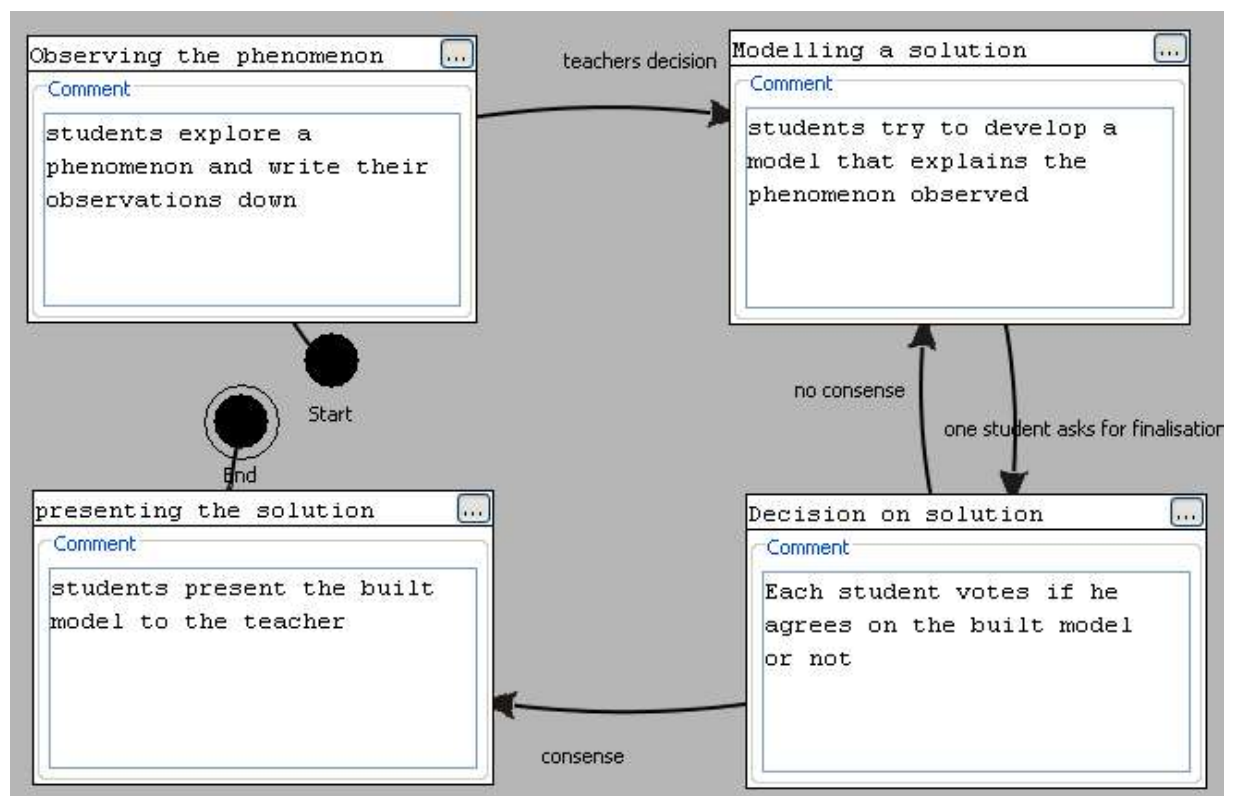 Observing the phenomenon
...
Comment
students explore a
phenomenon and write their
observations down
teachers decision
Modelling a solution
...
Comment
students try to develop a
model that explains the
phenomenon observed
Start
End
no consense
one student asks for finalisation
presenting the solution
...
Comment
students present the built
model to the teacher
Decision on solution
...
Comment
Each student votes if he
agrees on the built model
or not
consense